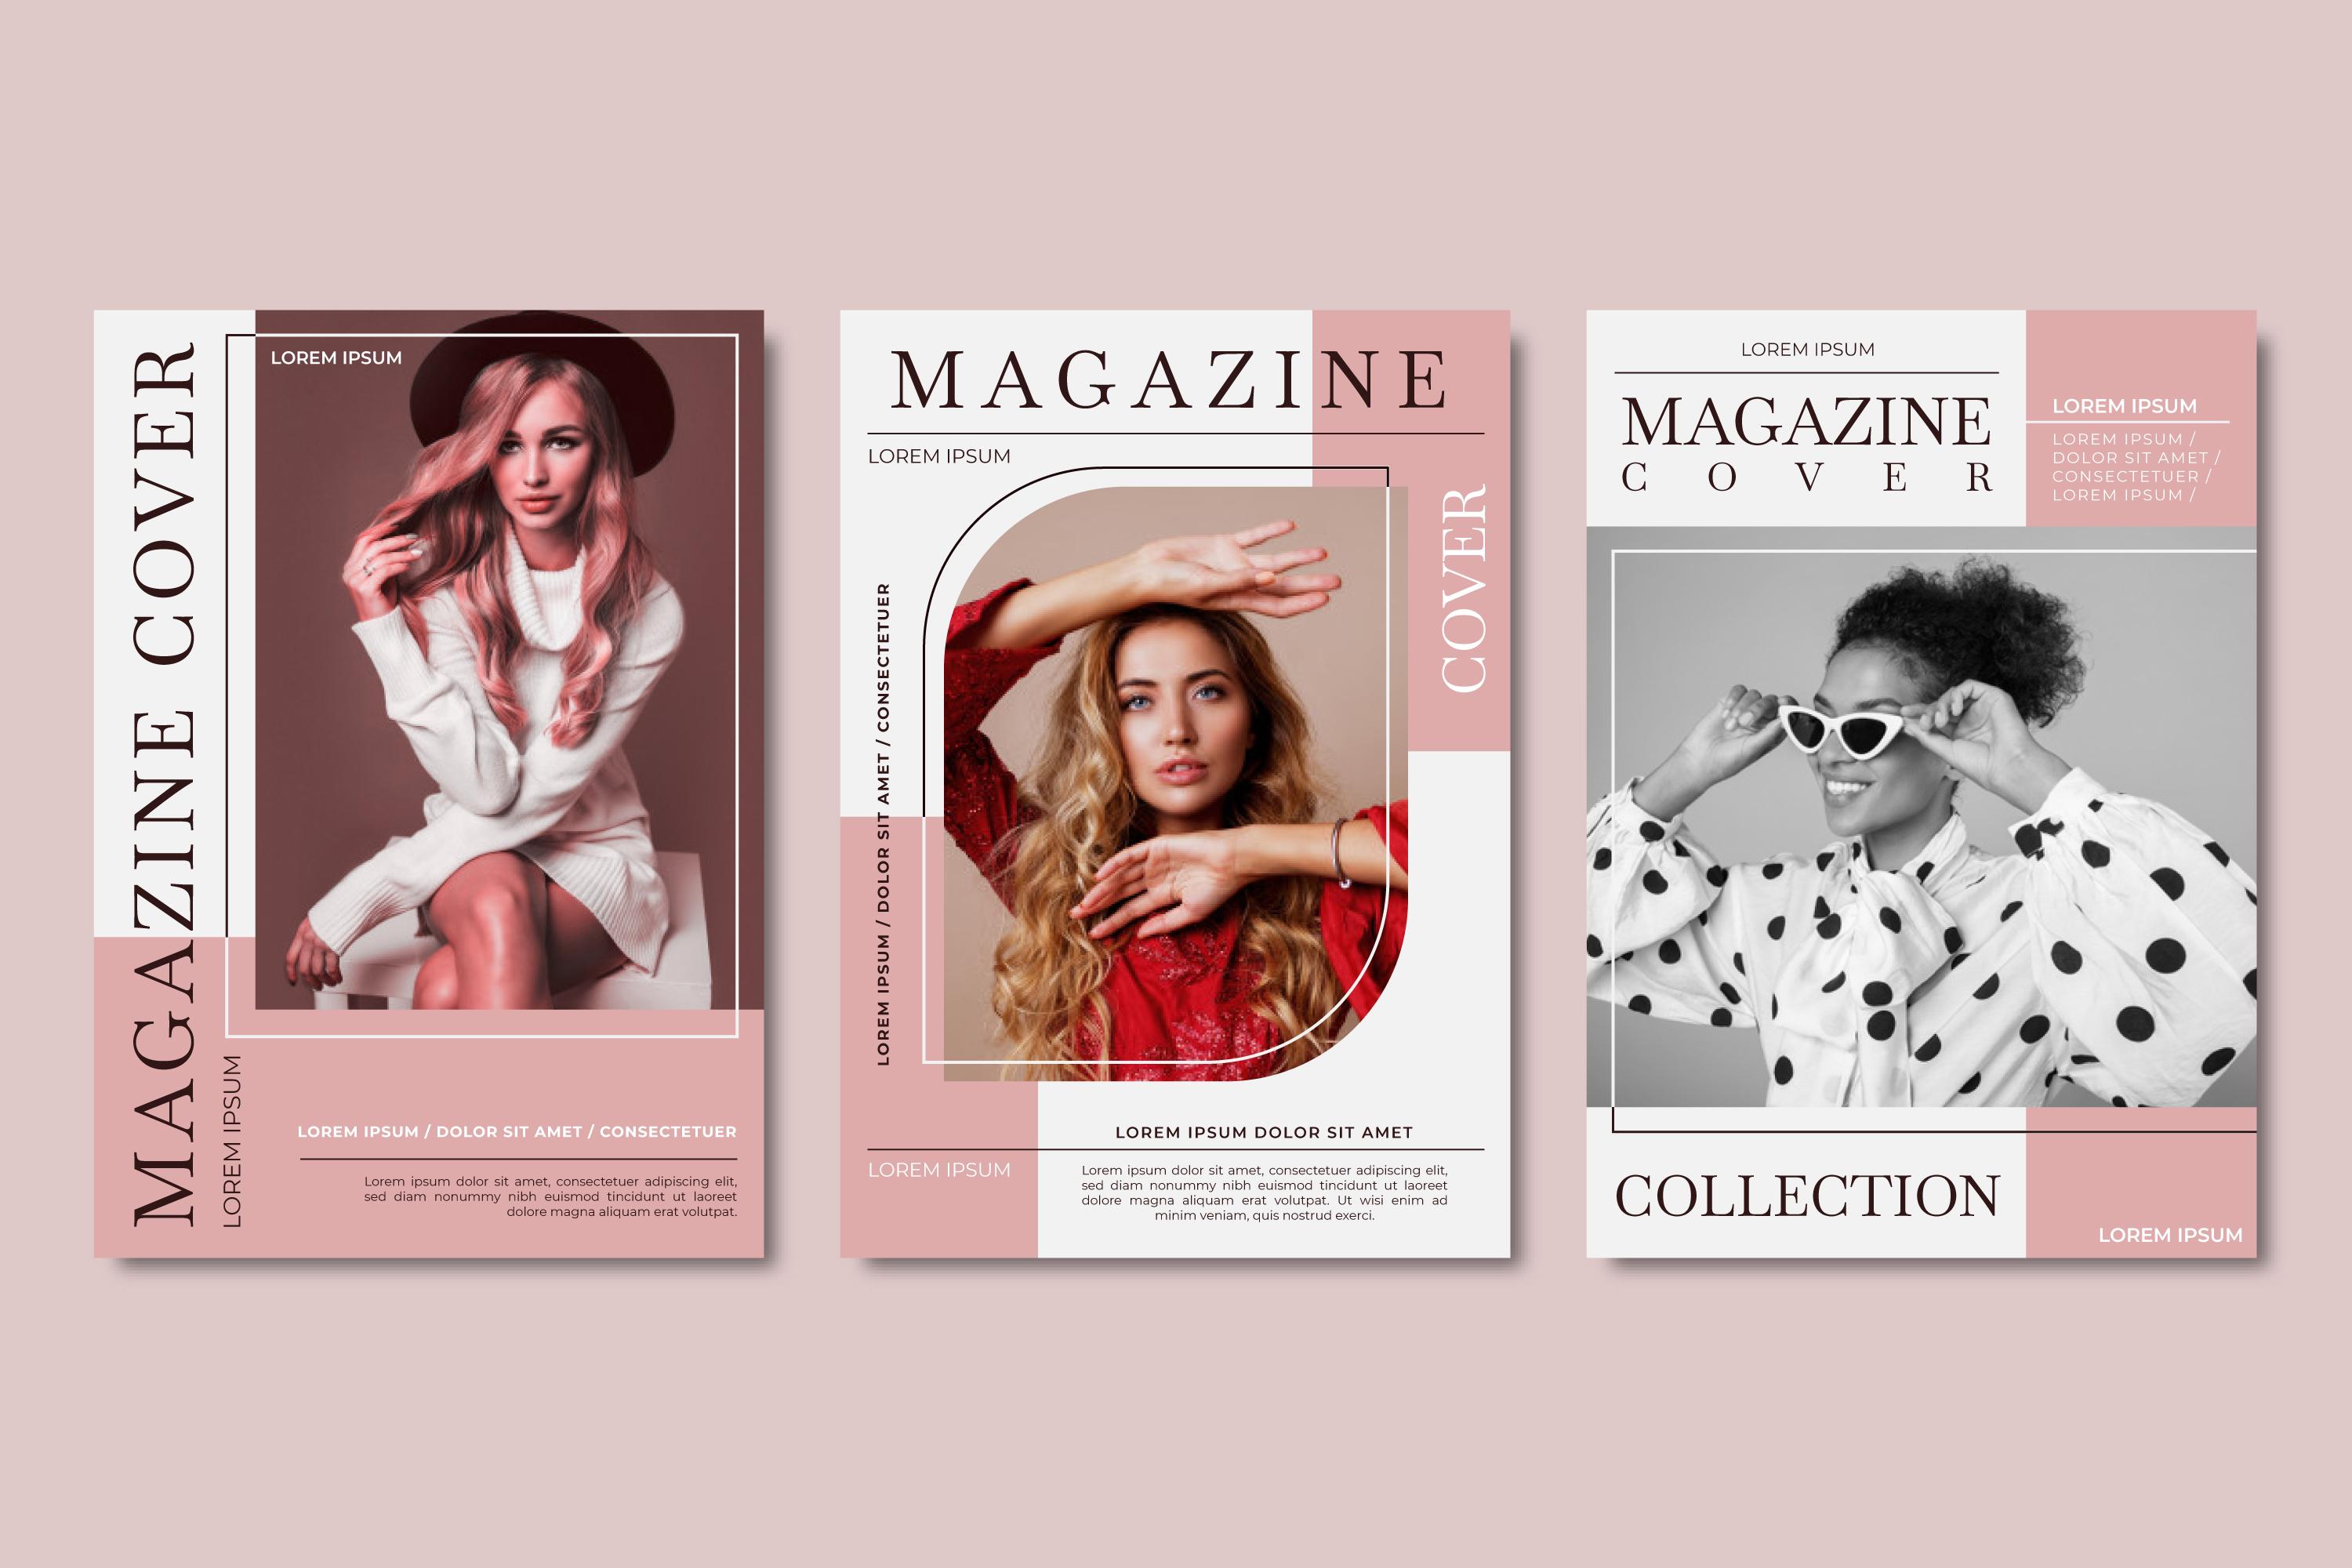 MAGAZINE COVER
LOREM IPSUM
LOREM IPSUM
LOREM IPSUM / DOLOR SIT AMET / CONSECTETUER
Lorem ipsum dolor sit amet, consectetuer adipiscing elit,
sed diam nonummy nibh euismod tincidunt ut laoreet
dolore magna aliquam erat volutpat.
MAGAZINE
LOREM IPSUM
COVER
LOREM IPSUM / DOLOR SIT AMET / CONSECTETUER
LOREM IPSUM DOLOR SIT AMET
LOREM IPSUM
Lorem ipsum dolor sit amet, consectetuer adipiscing elit,
sed diam nonummy nibh euismod tincidunt ut laoreet
dolore magna aliquam erat volutpat. Ut wisi enim ad
minim veniam, quis nostrud exerci.
LOREM IPSUM
MAGAZINE
COVER
LOREM IPSUM
LOREM IPSUM /
DOLOR SIT AMET /
CONSECTETUER /
LOREM IPSUM /
COLLECTION
LOREM IPSUM